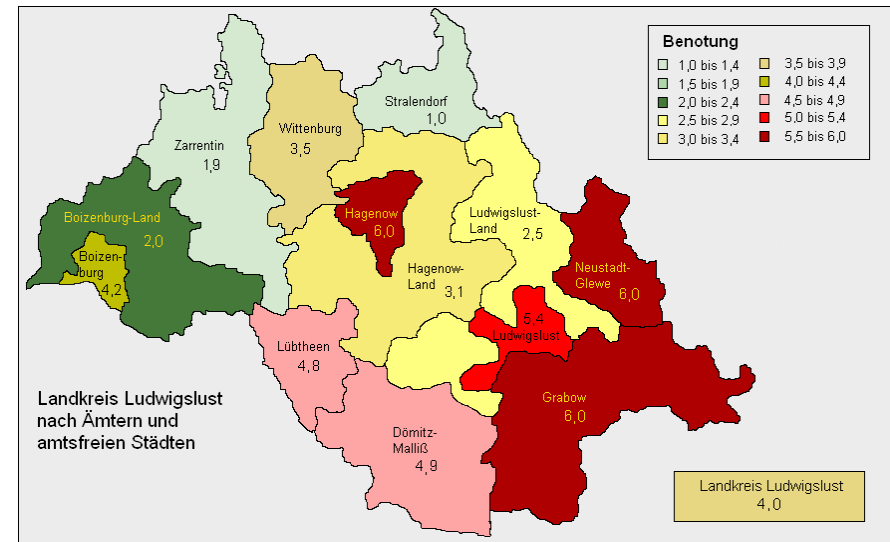 Benotung
1,0 bis 1,4
1,5 bis 1,9
2,0 bis 2,4
2,5 bis 2,9
3,0 bis 3,4
3,5 bis 3,9
4,0 bis 4,4
4,5 bis 4,9
5,0 bis 5,4
5,5 bis 6,0
Stralendorf
1,0
Wittenburg
3,5
Zarrentin
1,9
Boizenburg-Land
2,0
Boizen-
burg
4,2
Hagenow
6,0
Ludwigslust-
Land
2,5
Hagenow-
Land
3,1
Neustadt-
Glewe
6,0
5,4
Ludwigslust
Lübtheen
4,8
Grabow
6,0
Dömitz-
Malliß
4,9
Landkreis Ludwigslust
nach Ämtern und
amtsfreien Städten
Landkreis Ludwigslust
4,0